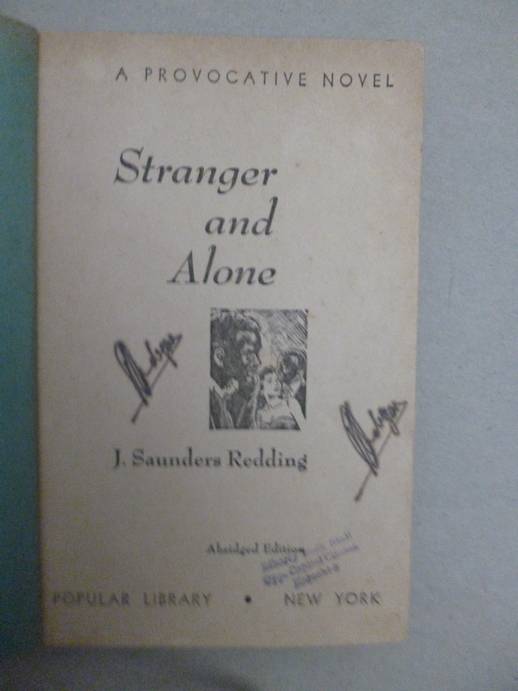 A PROVOCATIVE NOVEL
Stranger
and
Alone
J. Saunders Redding
Abridged Edition
POPULAR LIBRARY • NEW YORK